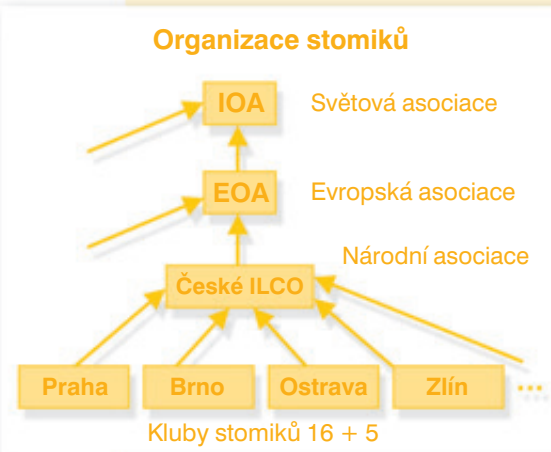 Organizace stomiků
IOA Světová asociace
EOA Evropská asociace
Národní asociace
České ILCO
Praha Brno Ostrava Zlín ...
Kluby stomiků 16 + 5